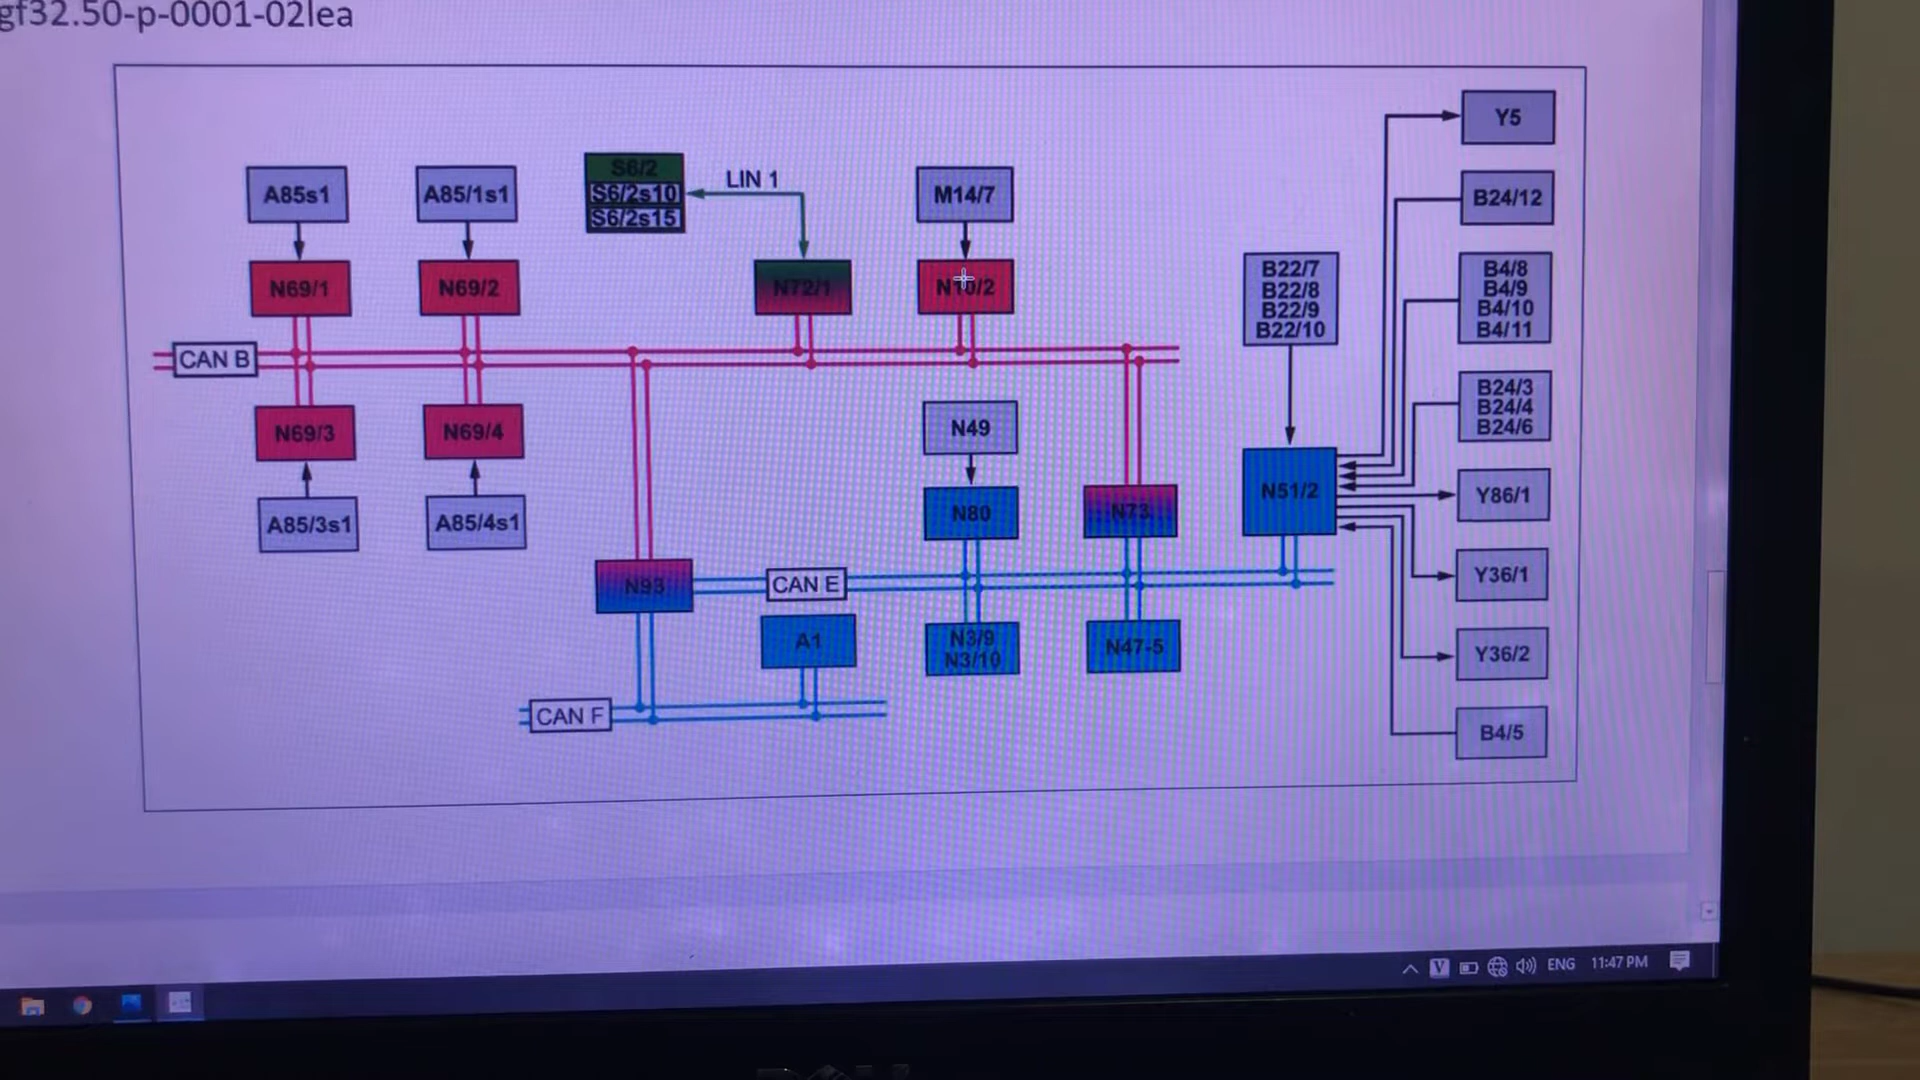 gf32.50-p-0001-02lea
Y5
A85s1
A85/1s1
S6/2
S6/2s10
S6/2s15
LIN 1
M14/7
B24/12
N69/1
N69/2
N72/1
N10/2
B22/7
B22/8
B22/9
B22/10
B4/8
B4/9
B4/10
B4/11
CAN B
N69/3
N69/4
N49
B24/3
B24/4
B24/6
A85/3s1
A85/4s1
N80
N73
N51/2
Y86/1
N93
CAN E
Y36/1
A1
N3/9
N3/10
N47-5
Y36/2
CAN F
B4/5
ENG
11:47 PM